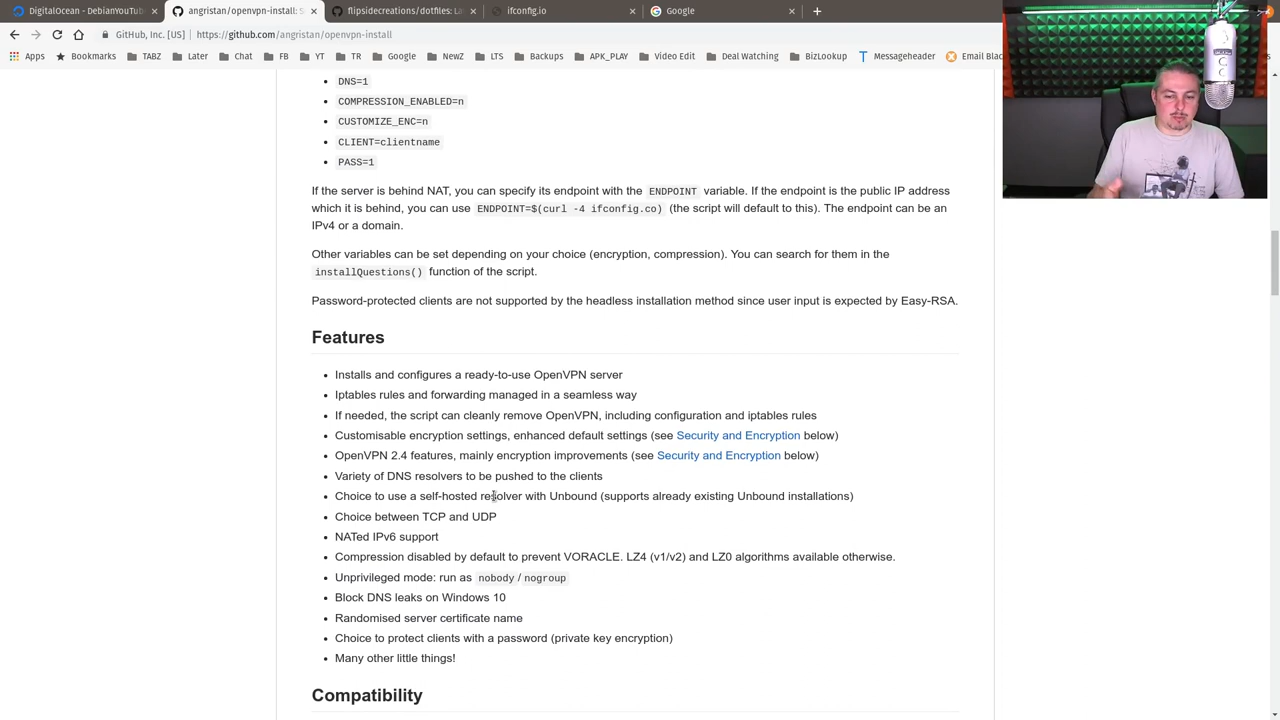 DigitalOcean - DebianYouTub
angristan/openvpn-install: S
flipsidecreations/dotfiles: La
ifconfig.io
Google
GitHub, Inc. [US] | https://github.com/angristan/openvpn-install
Apps Bookmarks TABZ Later Chat FB YT TR Google NewZ LTS Backups APK_PLAY Video Edit Deal Watching BizLookup Messageheader Email Blac
DNS=1
COMPRESSION_ENABLED=n
CUSTOMIZE_ENC=n
CLIENT=clientname
PASS=1
If the server is behind NAT, you can specify its endpoint with the ENDPOINT variable. If the endpoint is the public IP address
which it is behind, you can use ENDPOINT=$(curl -4 ifconfig.co) (the script will default to this). The endpoint can be an
IPv4 or a domain.
Other variables can be set depending on your choice (encryption, compression). You can search for them in the
installQuestions() function of the script.
Password-protected clients are not supported by the headless installation method since user input is expected by Easy-RSA.
Features
Installs and configures a ready-to-use OpenVPN server
Iptables rules and forwarding managed in a seamless way
If needed, the script can cleanly remove OpenVPN, including configuration and iptables rules
Customisable encryption settings, enhanced default settings (see Security and Encryption below)
OpenVPN 2.4 features, mainly encryption improvements (see Security and Encryption below)
Variety of DNS resolvers to be pushed to the clients
Choice to use a self-hosted resolver with Unbound (supports already existing Unbound installations)
Choice between TCP and UDP
NATed IPv6 support
Compression disabled by default to prevent VORACLE. LZ4 (v1/v2) and LZ0 algorithms available otherwise.
Unprivileged mode: run as nobody / nogroup
Block DNS leaks on Windows 10
Randomised server certificate name
Choice to protect clients with a password (private key encryption)
Many other little things!
Compatibility